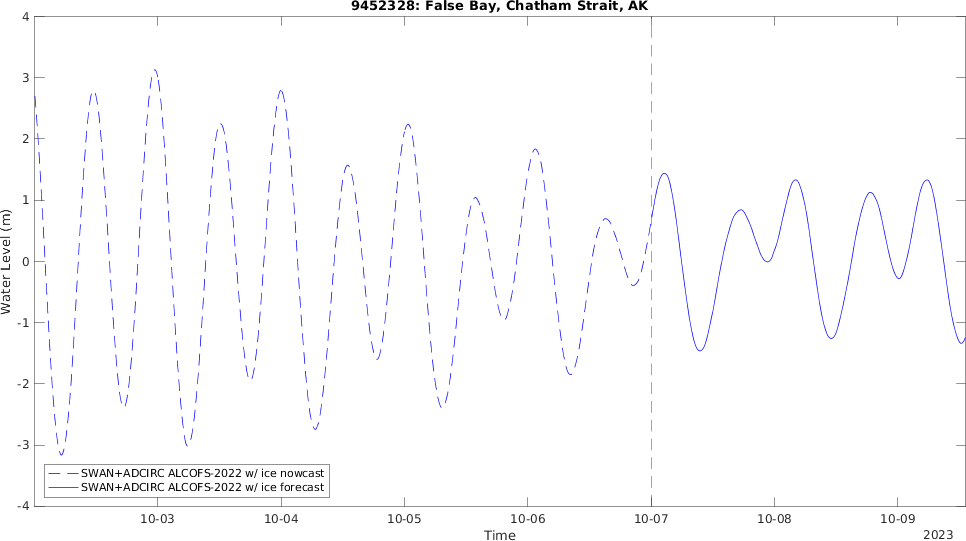 9452328: False Bay, Chatham Strait, AK
4
3
2
1
0
-1
-2
-3
-4
Water Level (m)
SWAN+ADCIRC ALCOFS-2022 w/ ice nowcast
SWAN+ADCIRC ALCOFS-2022 w/ ice forecast
10-03 10-04 10-05 10-06 10-07 10-08 10-09
Time
2023